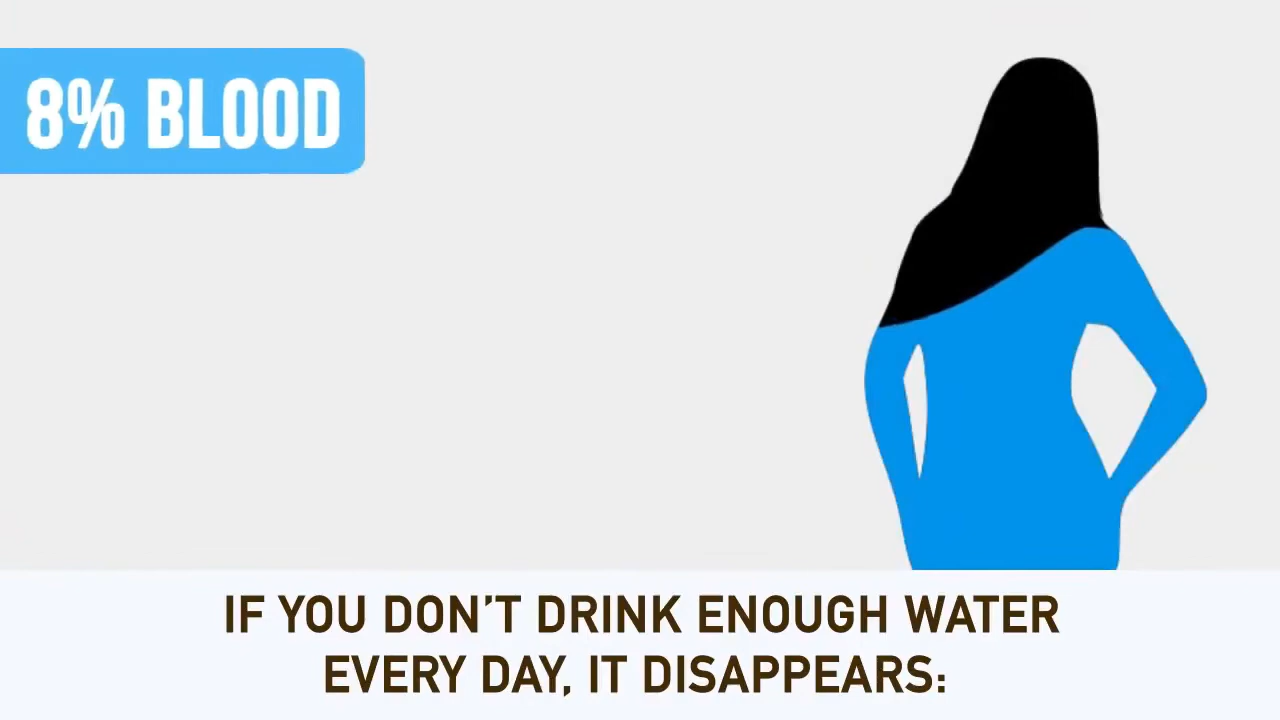 8% BLOOD
IF YOU DON’T DRINK ENOUGH WATER
EVERY DAY, IT DISAPPEARS: